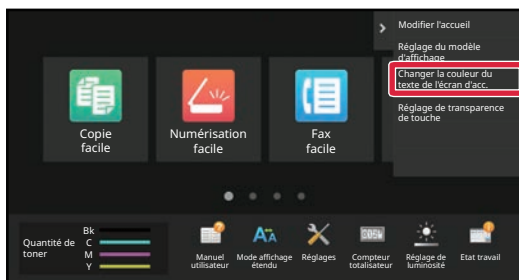 Modifier l'accueil
Réglage du modèle
d'affichage
Changer la couleur du
texte de l'écran d'acc.
Réglage de transparence
de touche
Copie
facile
Numérisation
facile
Fax
facile
Quantité de
toner
Bk
C
M
Y
Manuel
utilisateur
Mode affichage
étendu
Réglages
Compteur
totalisateur
Réglage de
luminosité
Etat travail